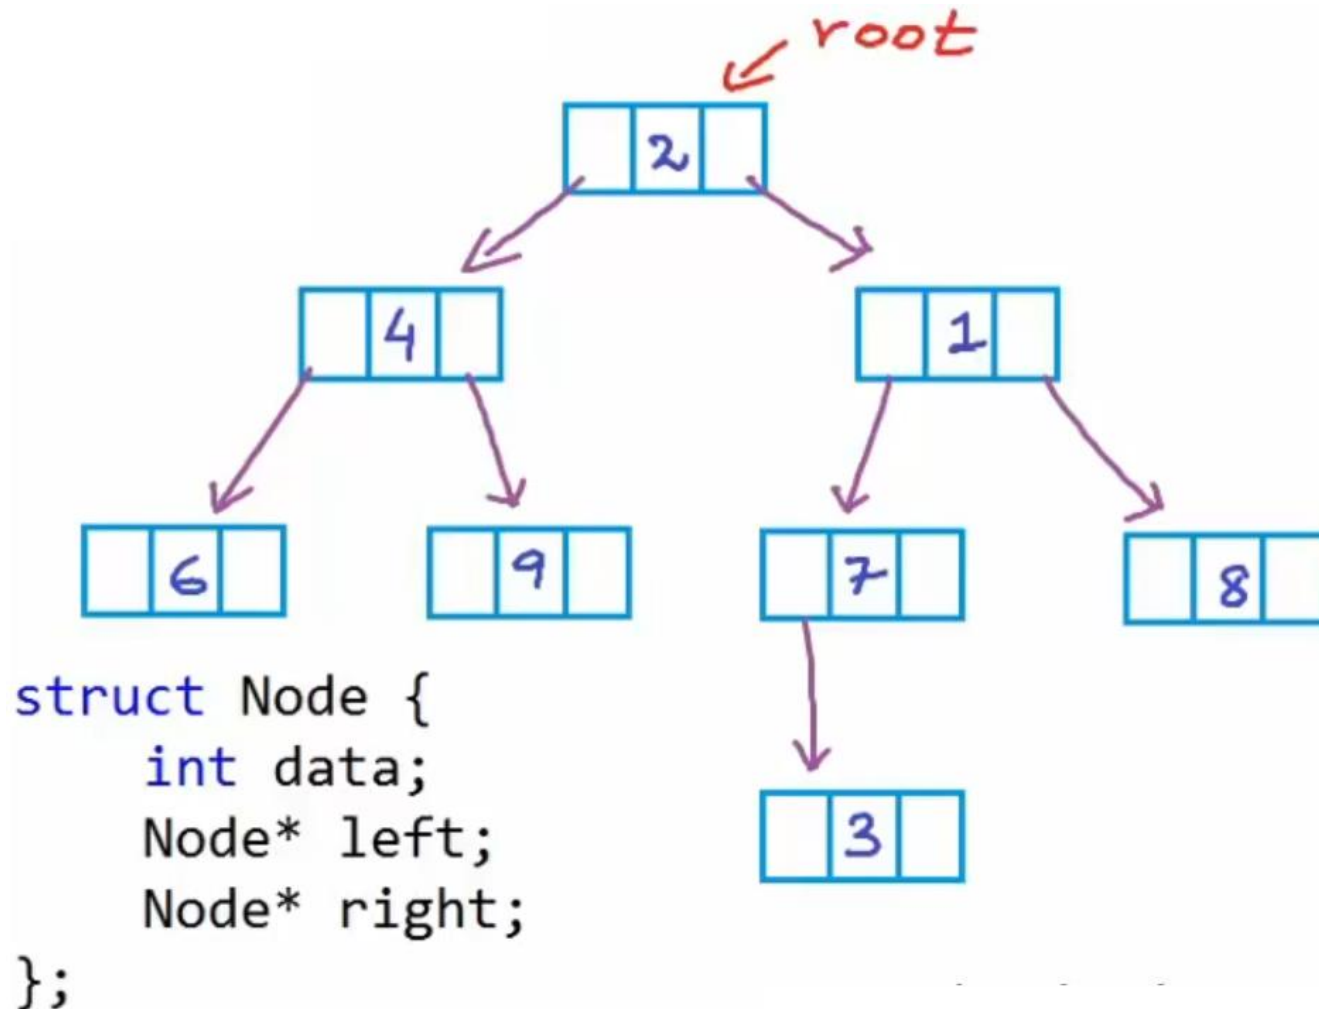 root
2
4 1
6 9 7 8
struct Node {
    int data;
    Node* left;
    Node* right;
};
3